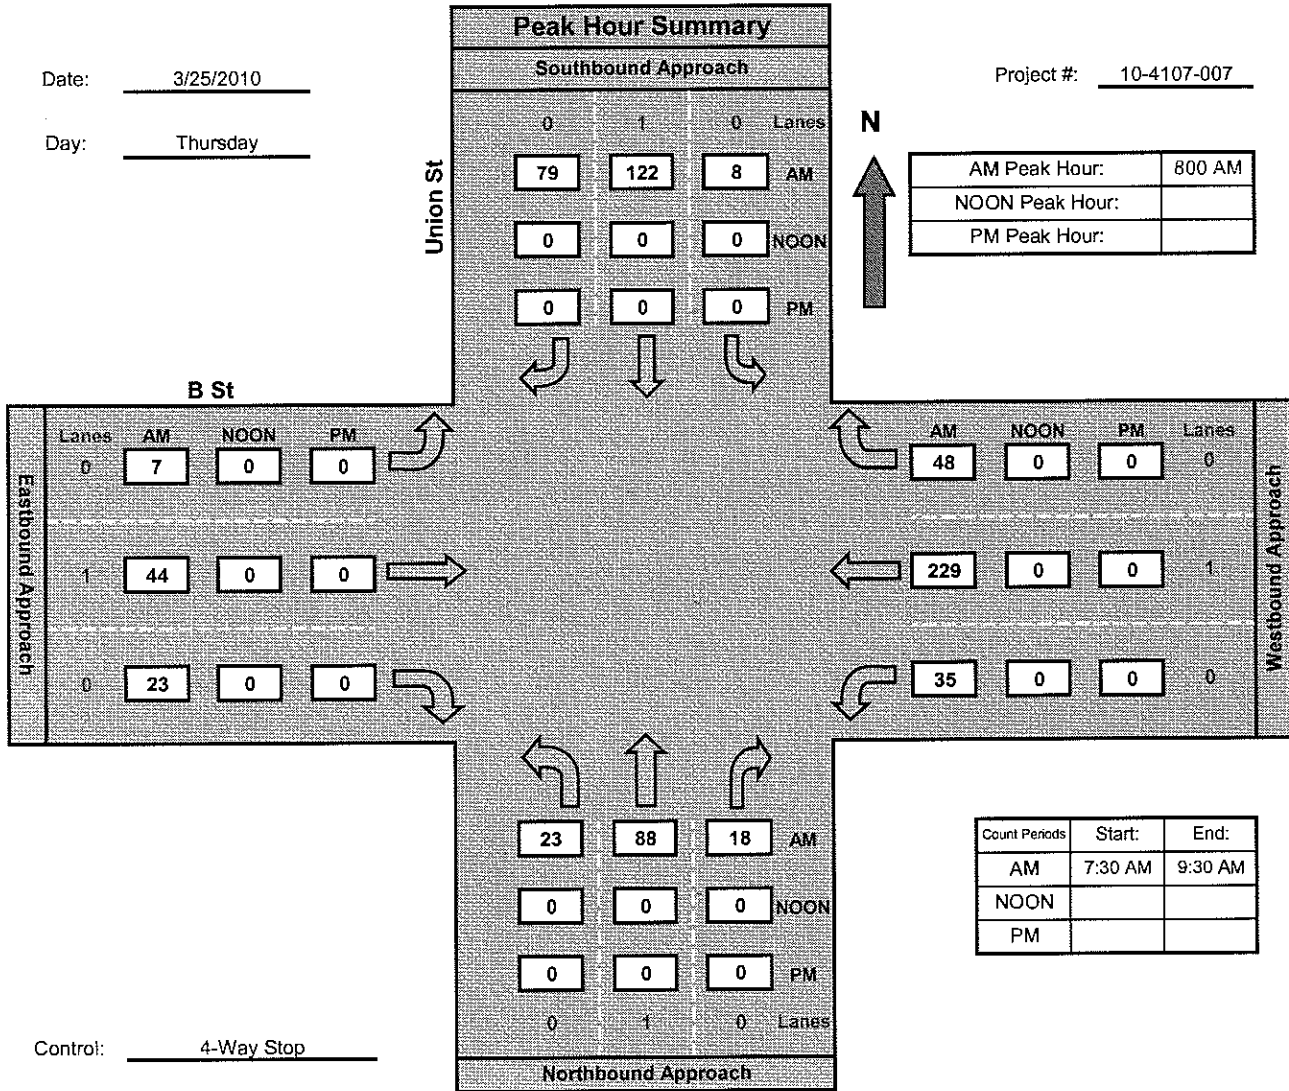 Peak Hour Summary
Southbound Approach
Date: 3/25/2010
Project #: 10-4107-007
Day: Thursday
Union St
N
0 1 0 Lanes
79 122 8 AM
0 0 0 NOON
0 0 0 PM
AM Peak Hour: 800 AM
NOON Peak Hour:
PM Peak Hour:
B St
Eastbound Approach
Lanes AM NOON PM
0 7 0 0
1 44 0 0
0 23 0 0
AM NOON PM Lanes
48 0 0 0
229 0 0 1
35 0 0 0
Westbound Approach
23 88 18 AM
0 0 0 NOON
0 0 0 PM
0 1 0 Lanes
Northbound Approach
Count Periods Start: End:
AM 7:30 AM 9:30 AM
NOON
PM
Control: 4-Way Stop